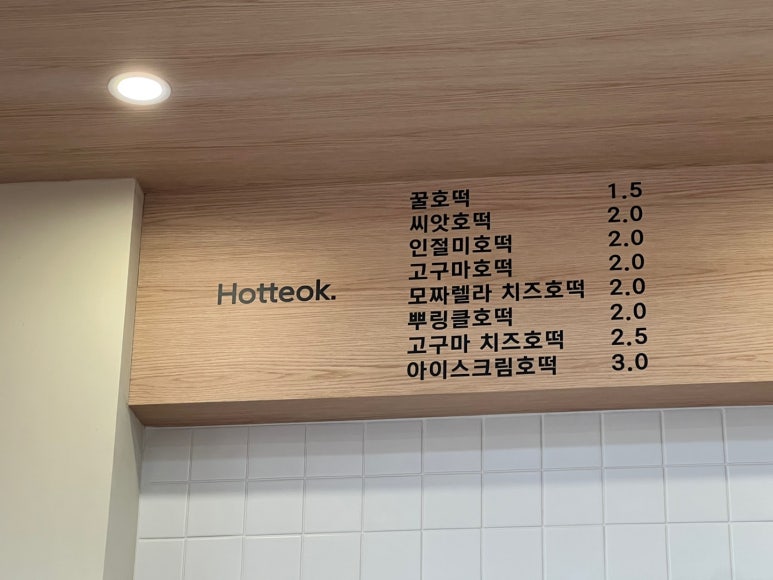 Hotteok.
꿀호떡 1.5
씨앗호떡 2.0
인절미호떡 2.0
고구마호떡 2.0
모짜렐라 치즈호떡 2.0
뿌링클호떡 2.0
고구마 치즈호떡 2.5
아이스크림호떡 3.0